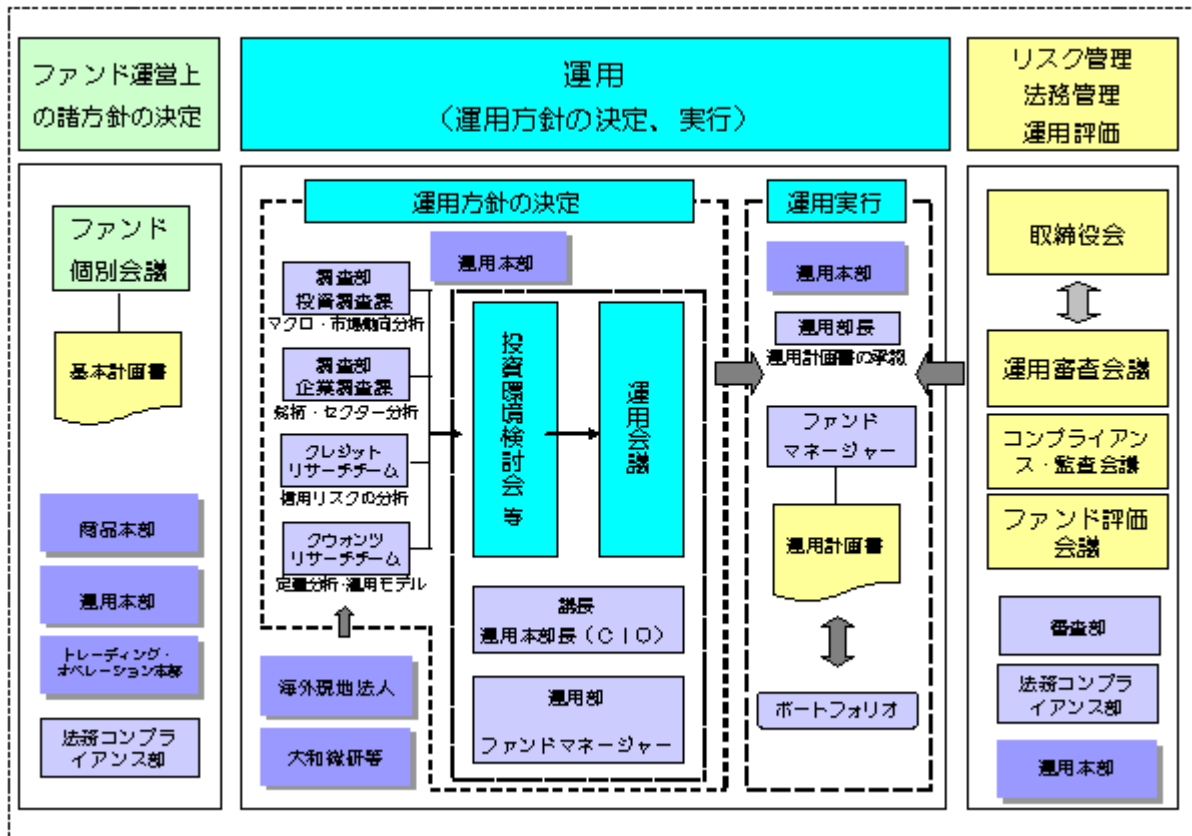 ファンド運営上
の諸方針の決定
運用
(運用方針の決定、実行)
リスク管理
法務管理
運用評価
ファンド
個別会議
基本計画書
商品本部
運用本部
トレーディング・
オペレーション本部
法務コンプラ
イアンス部
運用方針の決定
運用本部
調査部
投資調査課
マクロ・市場動向分析
調査部
企業調査課
銘柄・セクター分析
クレジット
リサーチチーム
信用リスクの分析
クウォンツ
リサーチチーム
定量分析・運用モデル
海外現地法人
大和総研等
投資環境検討会 等
運用会議
議長
運用本部長(CIO)
運用部
ファンドマネージャー
運用実行
運用本部
運用部長
運用計画書の承認
ファンド
マネージャー
運用計画書
ポートフォリオ
取締役会
運用審査会議
コンプライアン
ス・監査会議
ファンド評価
会議
審査部
法務コンプラ
イアンス部
運用本部